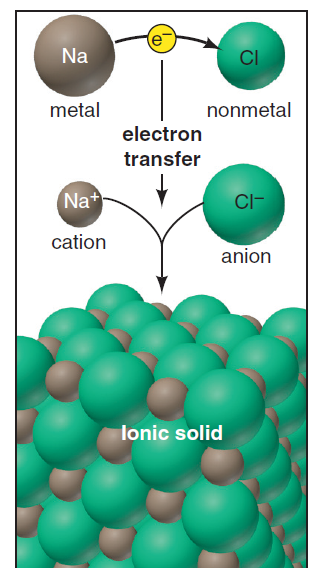 Na e⁻ Cl
metal nonmetal
electron
transfer
Na⁺ Cl⁻
cation anion
Ionic solid